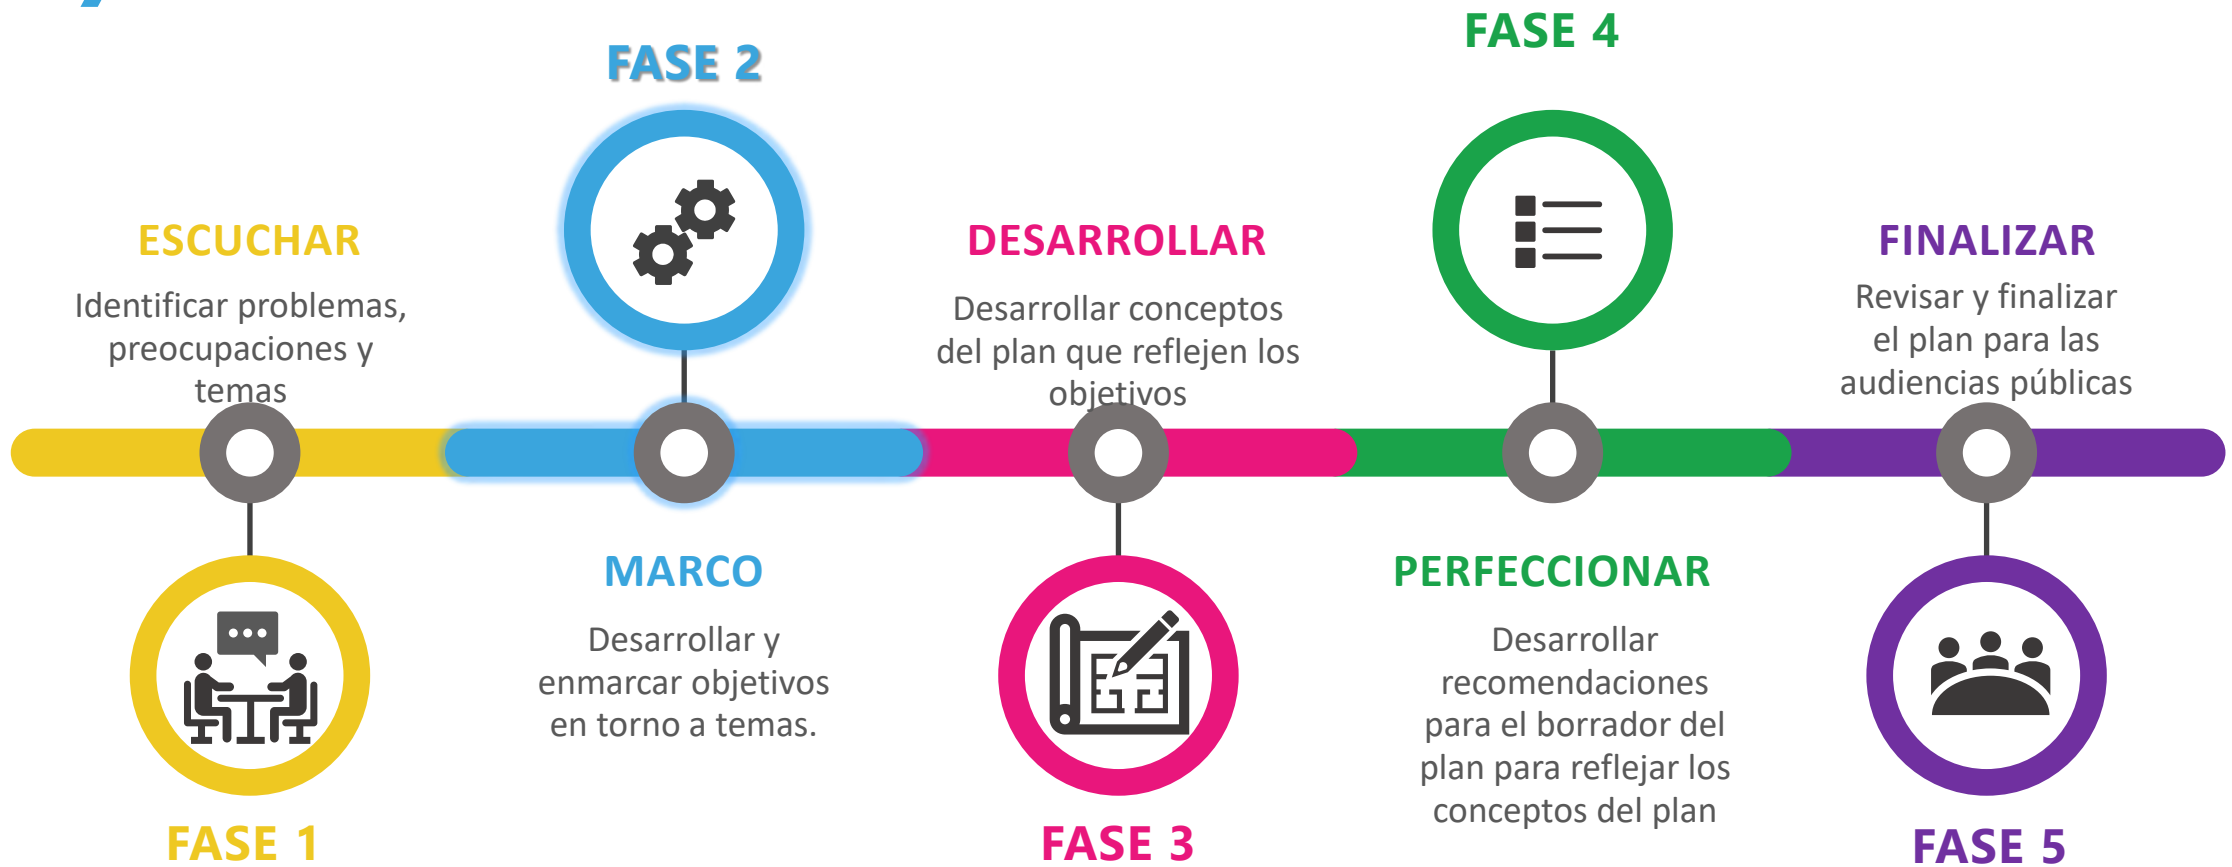 FASE 1
ESCUCHAR
Identificar problemas,
preocupaciones y
temas
FASE 2
MARCO
Desarrollar y
enmarcar objetivos
en torno a temas.
FASE 3
DESARROLLAR
Desarrollar conceptos
del plan que reflejen los
objetivos
FASE 4
PERFECCIONAR
Desarrollar
recomendaciones
para el borrador del
plan para reflejar los
conceptos del plan
FASE 5
FINALIZAR
Revisar y finalizar
el plan para las
audiencias públicas